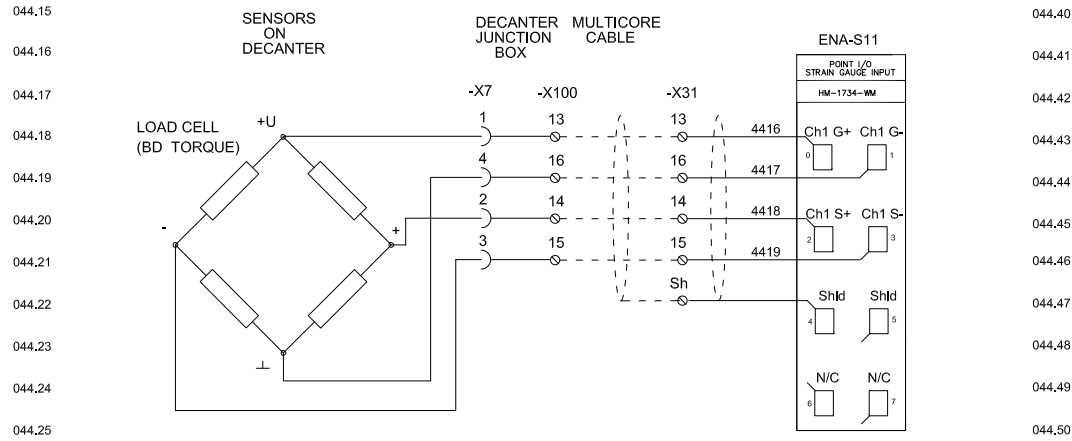 044.15
044.16
044.17
044.18
044.19
044.20
044.21
044.22
044.23
044.24
044.25
SENSORS
ON
DECANTER
DECANTER
JUNCTION
BOX
MULTICORE
CABLE
ENA-S11
POINT I/O
STRAIN GAUGE INPUT
HM-1734-WM
-X7
-X100
-X31
LOAD CELL
(BD TORQUE)
+U
-
+
⊥
1
13
13
4416
4
16
16
4417
2
14
14
4418
3
15
15
4419
Sh
Ch1 G+ Ch1 G-
0
1
Ch1 S+ Ch1 S-
2
3
Shld Shld
4
5
N/C N/C
6
7
044.40
044.41
044.42
044.43
044.44
044.45
044.46
044.47
044.48
044.49
044.50